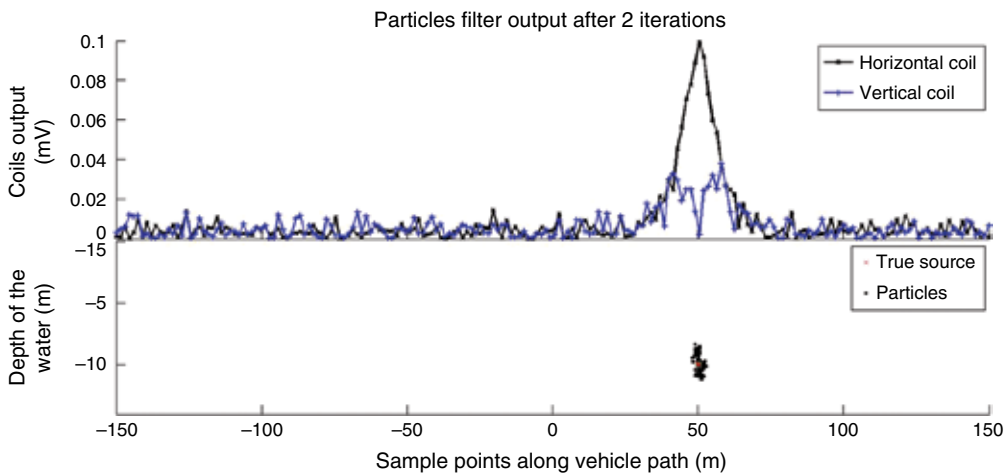 Particles filter output after 2 iterations
Coils output
(mV)
0.1
0.08
0.06
0.04
0.02
0
Horizontal coil
Vertical coil
Depth of the
water (m)
−15
−5
−10
True source
Particles
−150
−100
−50
0
50
100
150
Sample points along vehicle path (m)